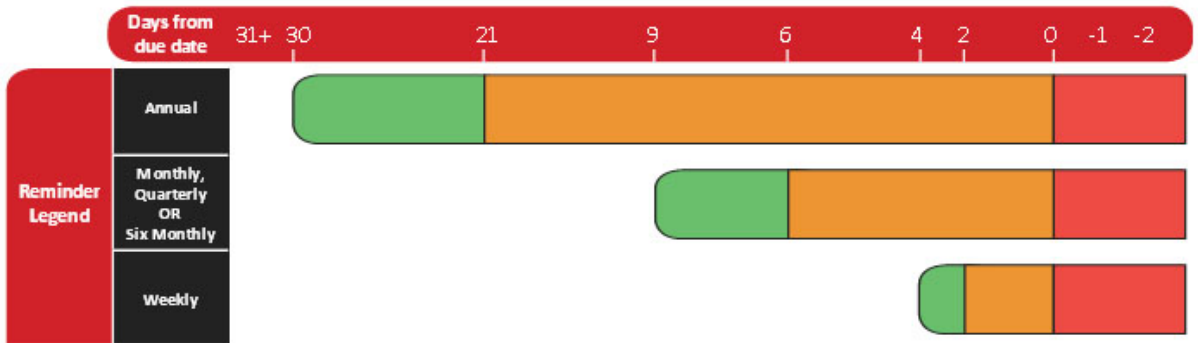 Days from
due date
31+ 30 21 9 6 4 2 0 -1 -2
Reminder
Legend
Annual
Monthly,
Quarterly
OR
Six Monthly
Weekly